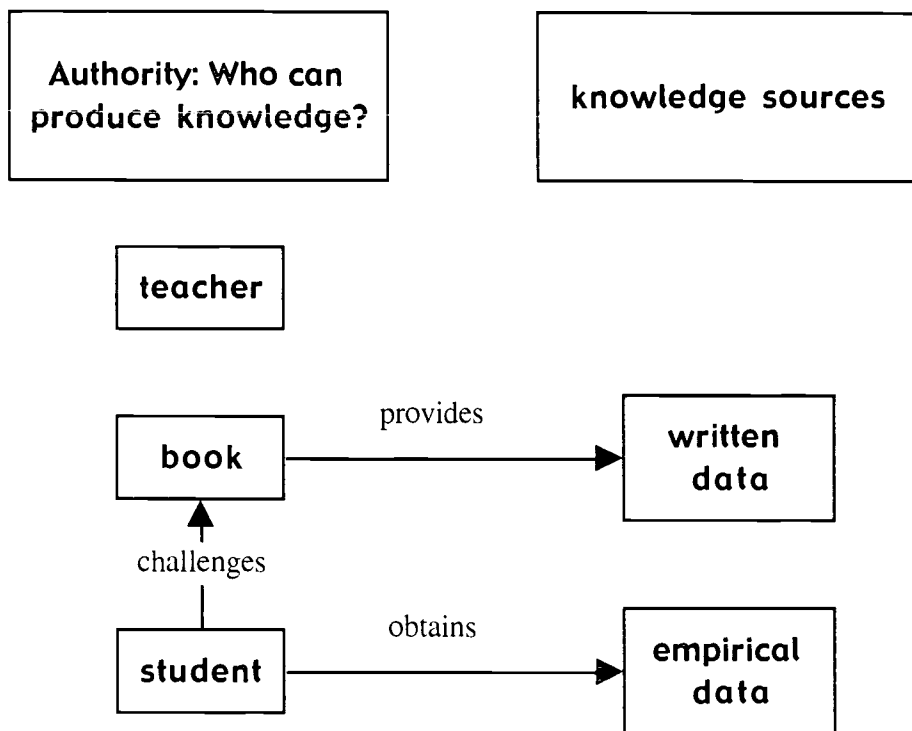 Authority: Who can
produce knowledge?
knowledge sources
teacher
provides
book
written
data
challenges
obtains
student
empirical
data